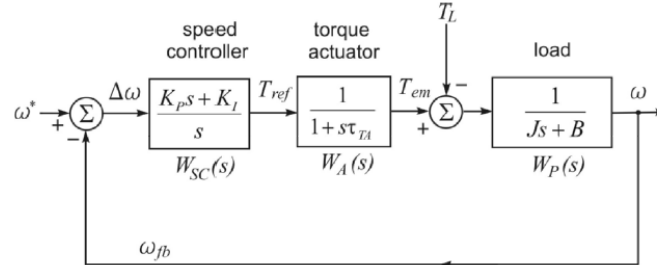 speed controller
torque actuator
T_L
load
ω*
+
−
Σ
Δω
K_P s + K_I
s
T_ref
1
1 + sτ_TA
T_em
+
−
Σ
1
Js + B
ω
W_SC(s)
W_A(s)
W_P(s)
ω_fb